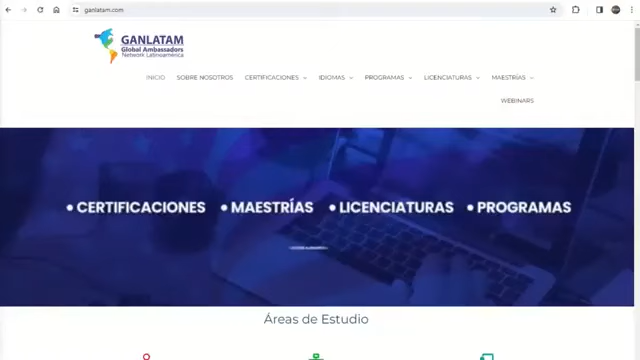 ganlatam.com
GANLATAM
Global Ambassadors
Network Latinoamérica
INICIO SOBRE NOSOTROS CERTIFICACIONES IDIOMAS PROGRAMAS LICENCIATURAS MAESTRÍAS
WEBINARS
• CERTIFICACIONES • MAESTRÍAS • LICENCIATURAS • PROGRAMAS
Áreas de Estudio